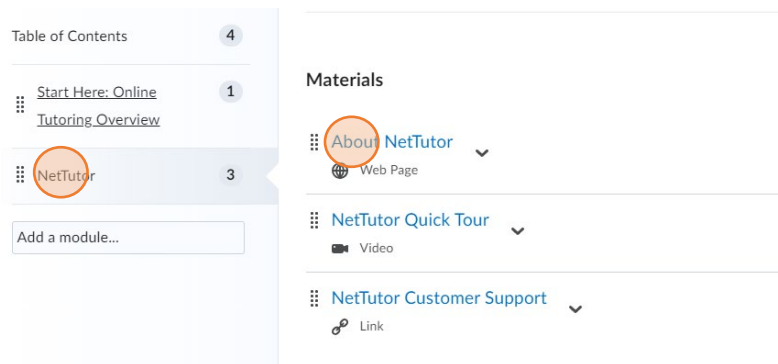 Table of Contents 4
Start Here: Online 1
Tutoring Overview
NetTutor 3
Add a module...
Materials
About NetTutor
Web Page
NetTutor Quick Tour
Video
NetTutor Customer Support
Link